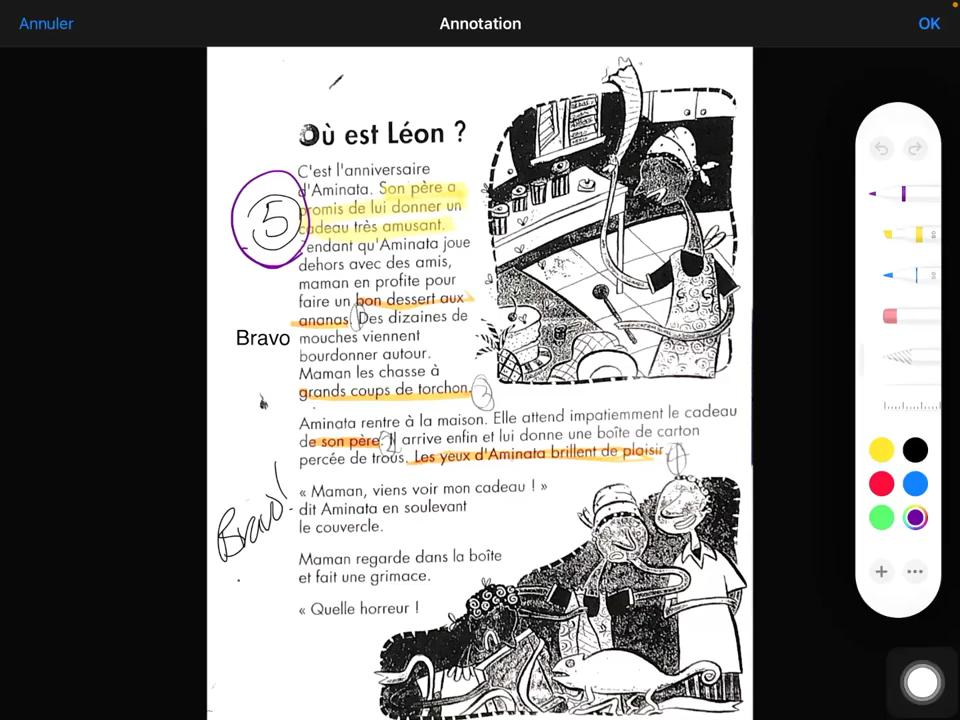 Annuler
Annotation
OK
Où est Léon ?
C'est l'anniversaire
d'Aminata. Son père a
promis de lui donner un
cadeau très amusant.
5
Pendant qu'Aminata joue
dehors avec des amis,
maman en profite pour
faire un bon dessert aux
ananas. Des dizaines de
Bravo
mouches viennent
bourdonner autour.
Maman les chasse à
grands coups de torchon.
3
Aminata rentre à la maison. Elle attend impatiemment le cadeau
de son père. Il arrive enfin et lui donne une boîte de carton
percée de trous. Les yeux d'Aminata brillent de plaisir.
« Maman, viens voir mon cadeau ! »
dit Aminata en soulevant
le couvercle.
Bravo!
Maman regarde dans la boîte
et fait une grimace.
« Quelle horreur !